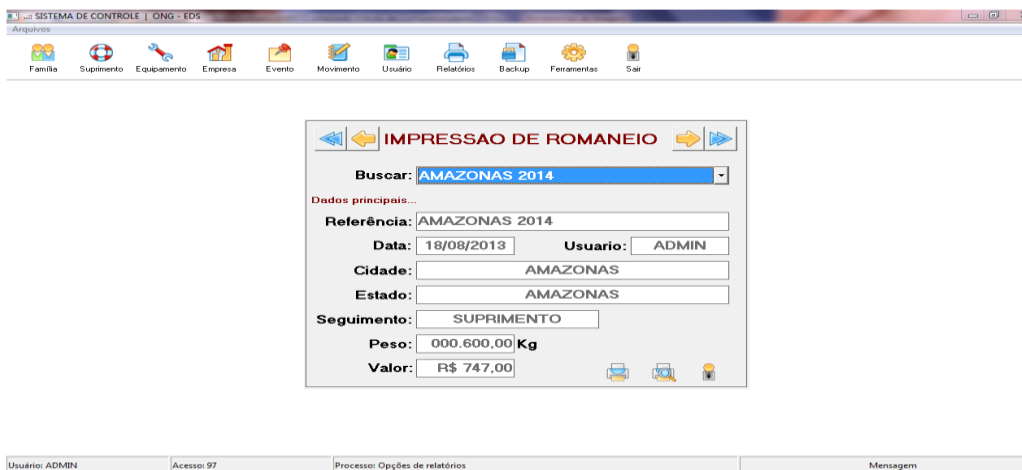 ..:: SISTEMA DE CONTROLE | ONG - EDS
Arquivos
Família Suprimento Equipamento Empresa Evento Movimento Usuário Relatórios Backup Ferramentas Sair
IMPRESSAO DE ROMANEIO
Buscar: AMAZONAS 2014
Dados principais...
Referência: AMAZONAS 2014
Data: 18/08/2013 Usuario: ADMIN
Cidade: AMAZONAS
Estado: AMAZONAS
Seguimento: SUPRIMENTO
Peso: 000.600,00 Kg
Valor: R$ 747,00
Usuário: ADMIN Acesso: 97 Processo: Opções de relatórios Mensagem